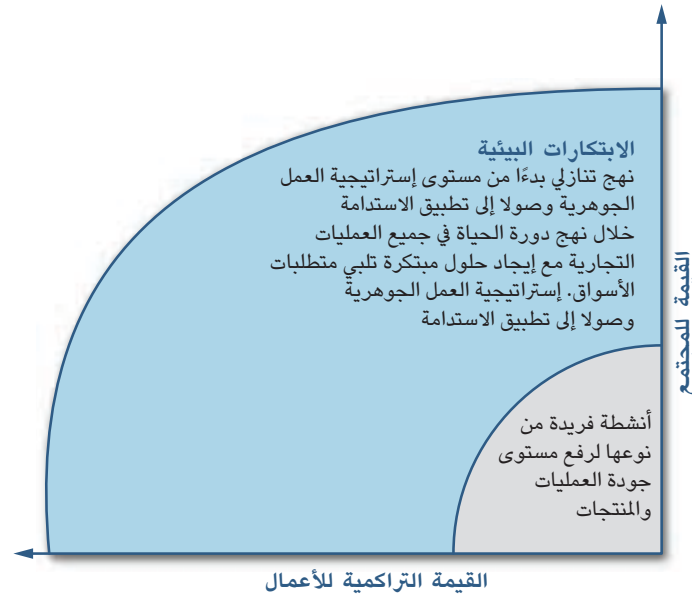 الابتكارات البيئية
نهج تنازلي بدءًا من مستوى إستراتيجية العمل
الجوهرية وصولا إلى تطبيق الاستدامة
خلال نهج دورة الحياة في جميع العمليات
التجارية مع إيجاد حلول مبتكرة تلبي متطلبات
الأسواق. إستراتيجية العمل الجوهرية
وصولا إلى تطبيق الاستدامة
القيمة للمجتمع
أنشطة فريدة من
نوعها لرفع مستوى
جودة العمليات
والمنتجات
القيمة التراكمية للأعمال